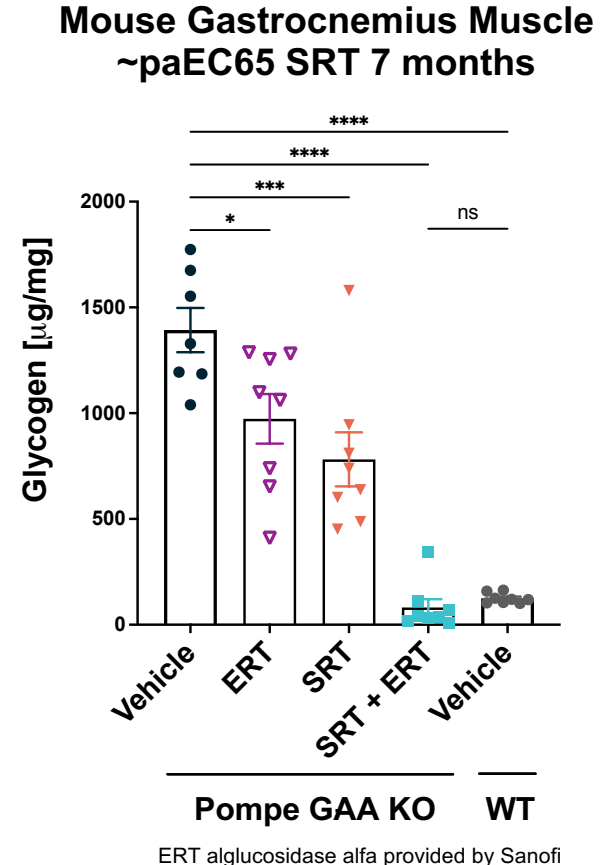 Mouse Gastrocnemius Muscle
~paEC65 SRT 7 months
****
****
***
*
ns
Glycogen [μg/mg]
2000
1500
1000
500
0
Vehicle
ERT
SRT
SRT + ERT
Vehicle
Pompe GAA KO
WT
ERT alglucosidase alfa provided by Sanofi